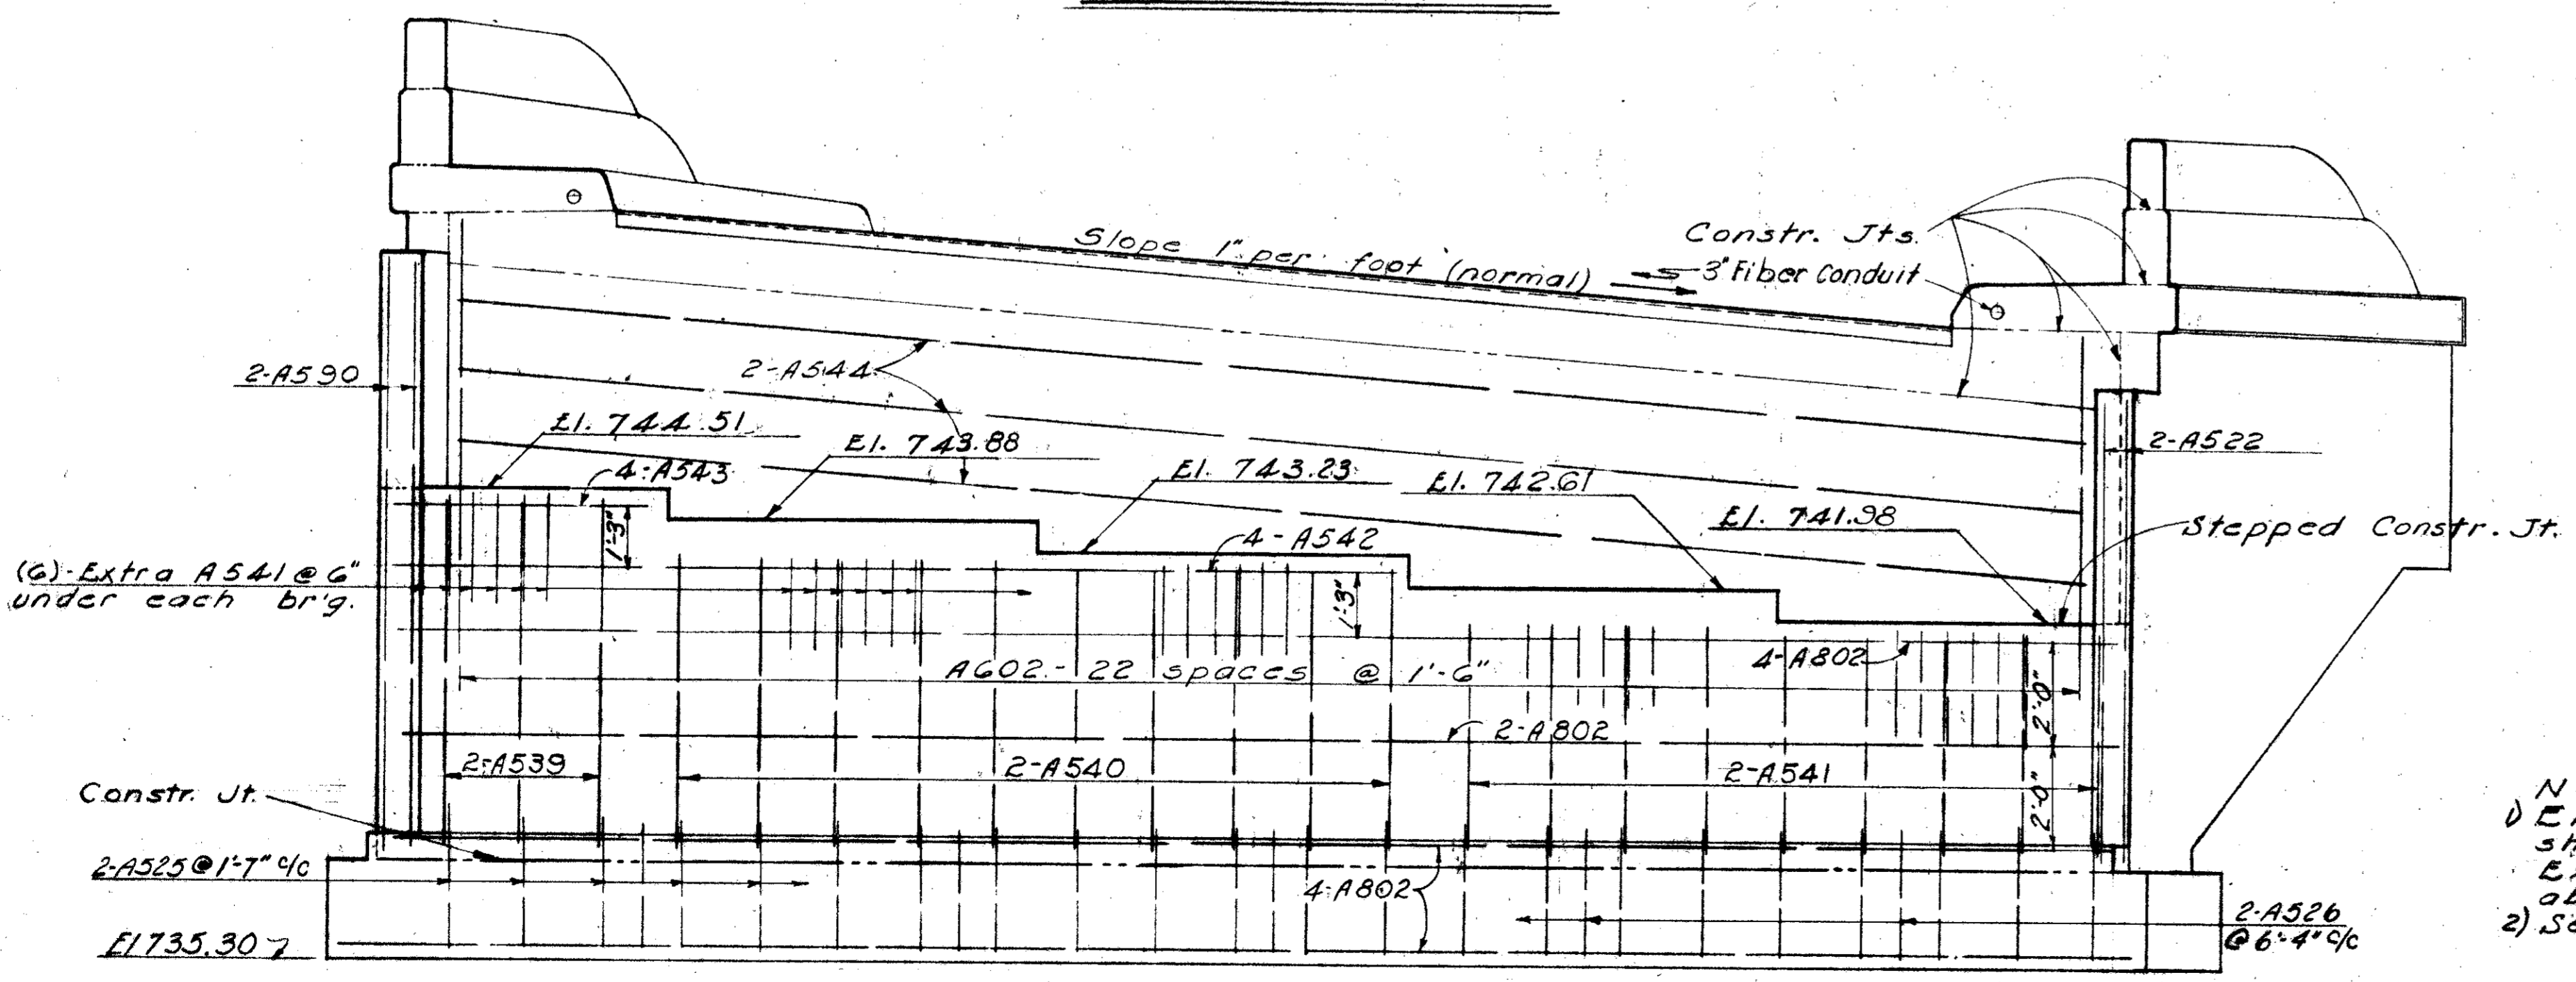 Slope 1" per foot (normal)
Constr. Jts.
3" Fiber Conduit
2-A590
2-A544
El. 744.51
El. 743.88
4-A543
El. 743.23
El. 742.61
El. 741.98
2-A522
Stepped Constr. Jt.
4-A542
1'-3"
1'-3"
(6)-Extra A541 @ 6"
under each br'g.
A602 - 22 spaces @ 1'-6"
4-A802
2'-0"
2-A802
2-A539
2-A540
2-A541
2'-0"
Constr. Jt.
2-A525 @ 1'-7" c/c
4-A802
2-A526
@ 6'-4" c/c
El 735.30
N
1)
sh
ab
2)